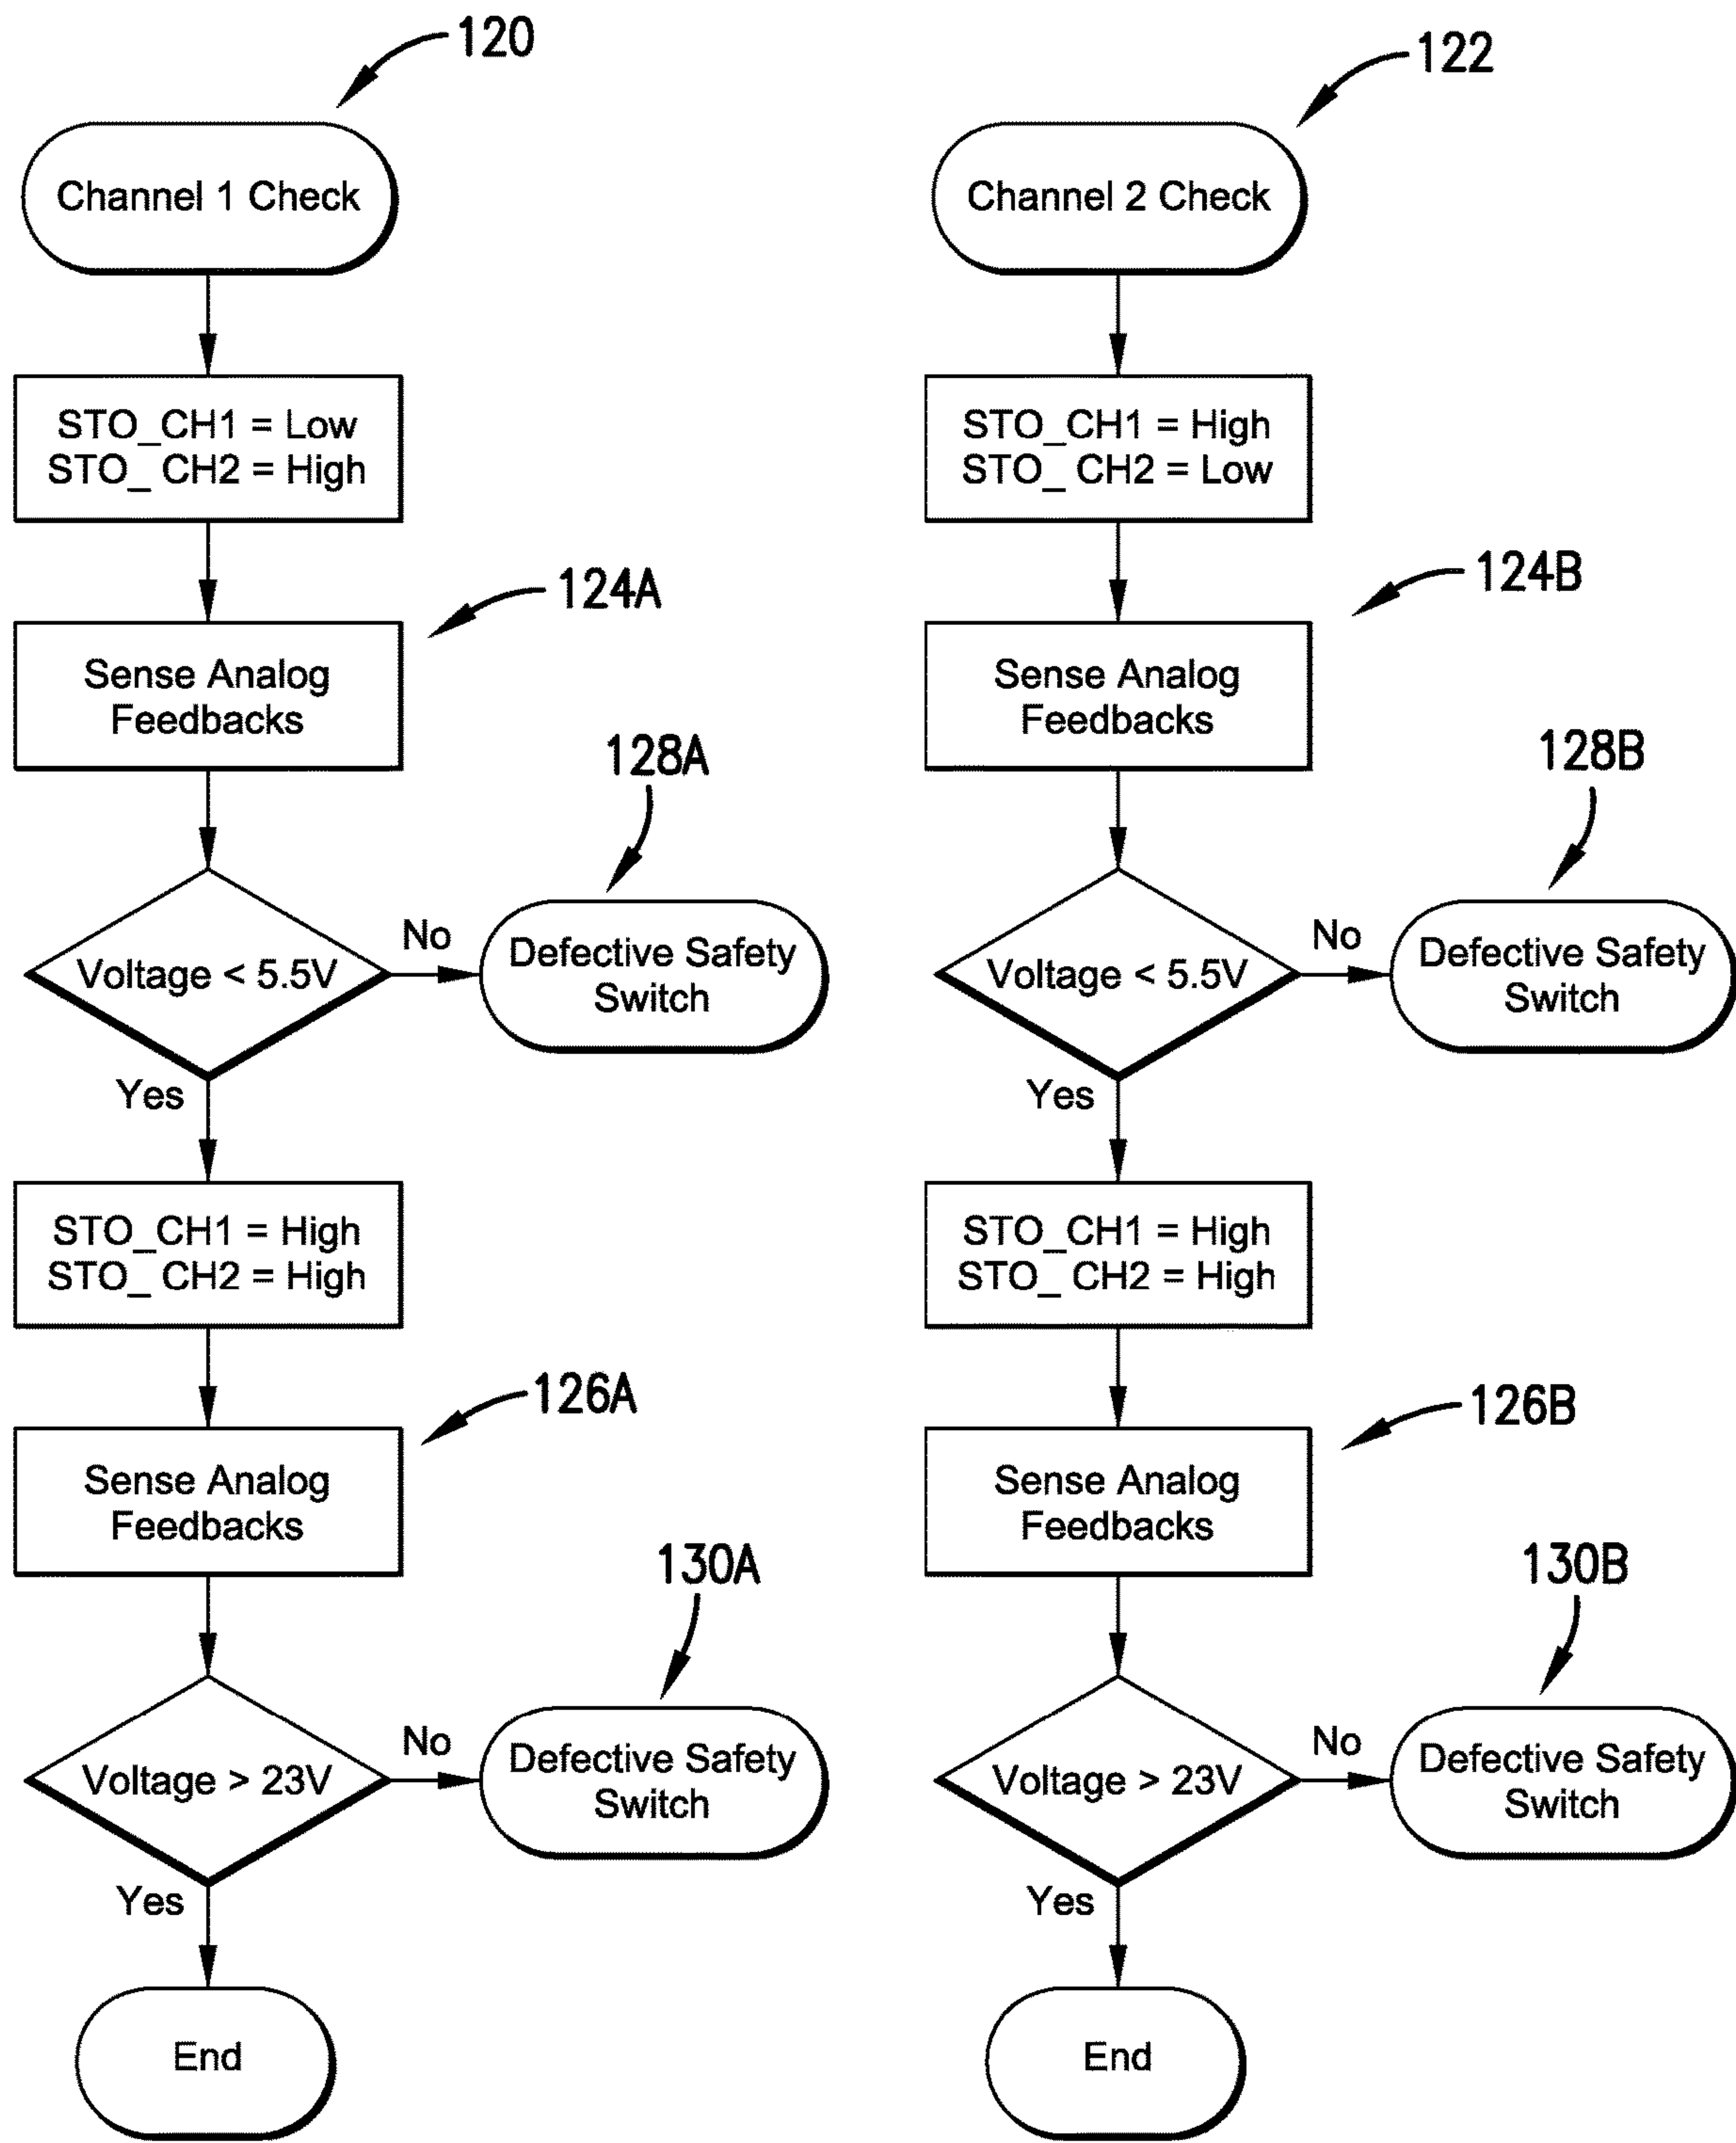 120
Channel 1 Check
STO_CH1 = Low
STO_ CH2 = High
124A
Sense Analog
Feedbacks
128A
Voltage < 5.5V
No
Defective Safety
Switch
Yes
STO_CH1 = High
STO_ CH2 = High
126A
Sense Analog
Feedbacks
130A
Voltage > 23V
No
Defective Safety
Switch
Yes
End
122
Channel 2 Check
STO_CH1 = High
STO_ CH2 = Low
124B
Sense Analog
Feedbacks
128B
Voltage < 5.5V
No
Defective Safety
Switch
Yes
STO_CH1 = High
STO_ CH2 = High
126B
Sense Analog
Feedbacks
130B
Voltage > 23V
No
Defective Safety
Switch
Yes
End